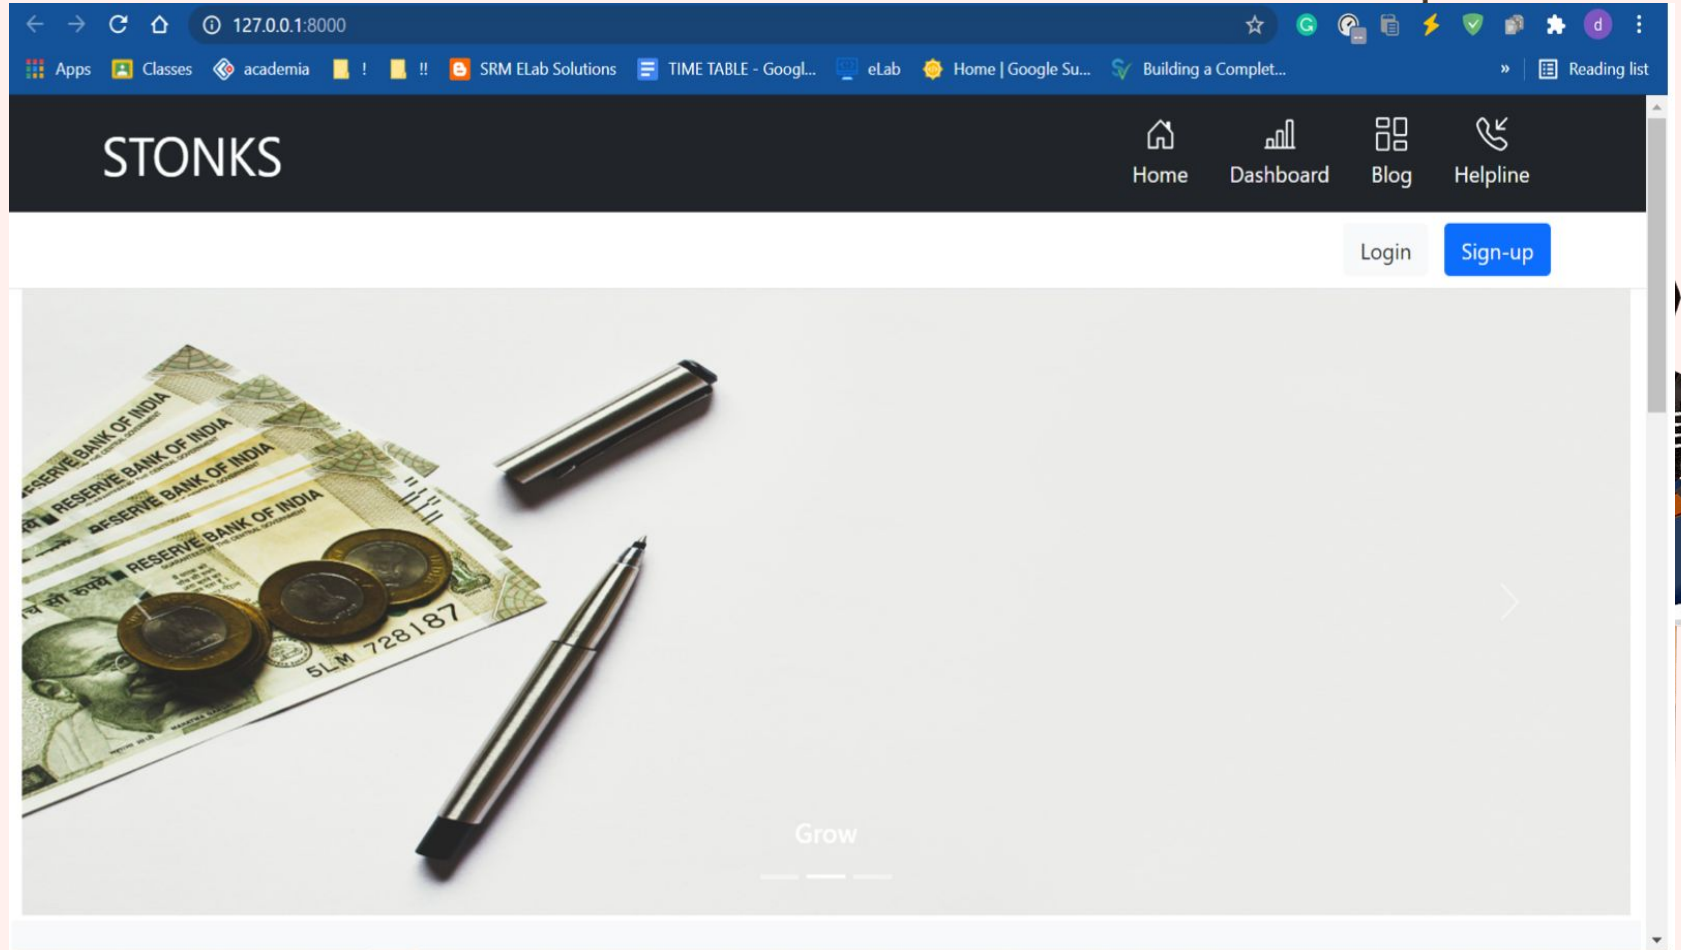 127.0.0.1:8000
Apps Classes academia ! !! SRM ELab Solutions TIME TABLE - Googl... eLab Home | Google Su... Building a Complet... » Reading list
STONKS
Home Dashboard Blog Helpline
Login Sign-up
RESERVE BANK OF INDIA
RESERVE BANK OF INDIA
RESERVE BANK OF INDIA
RESERVE BANK OF INDIA
5LM 728187
Grow